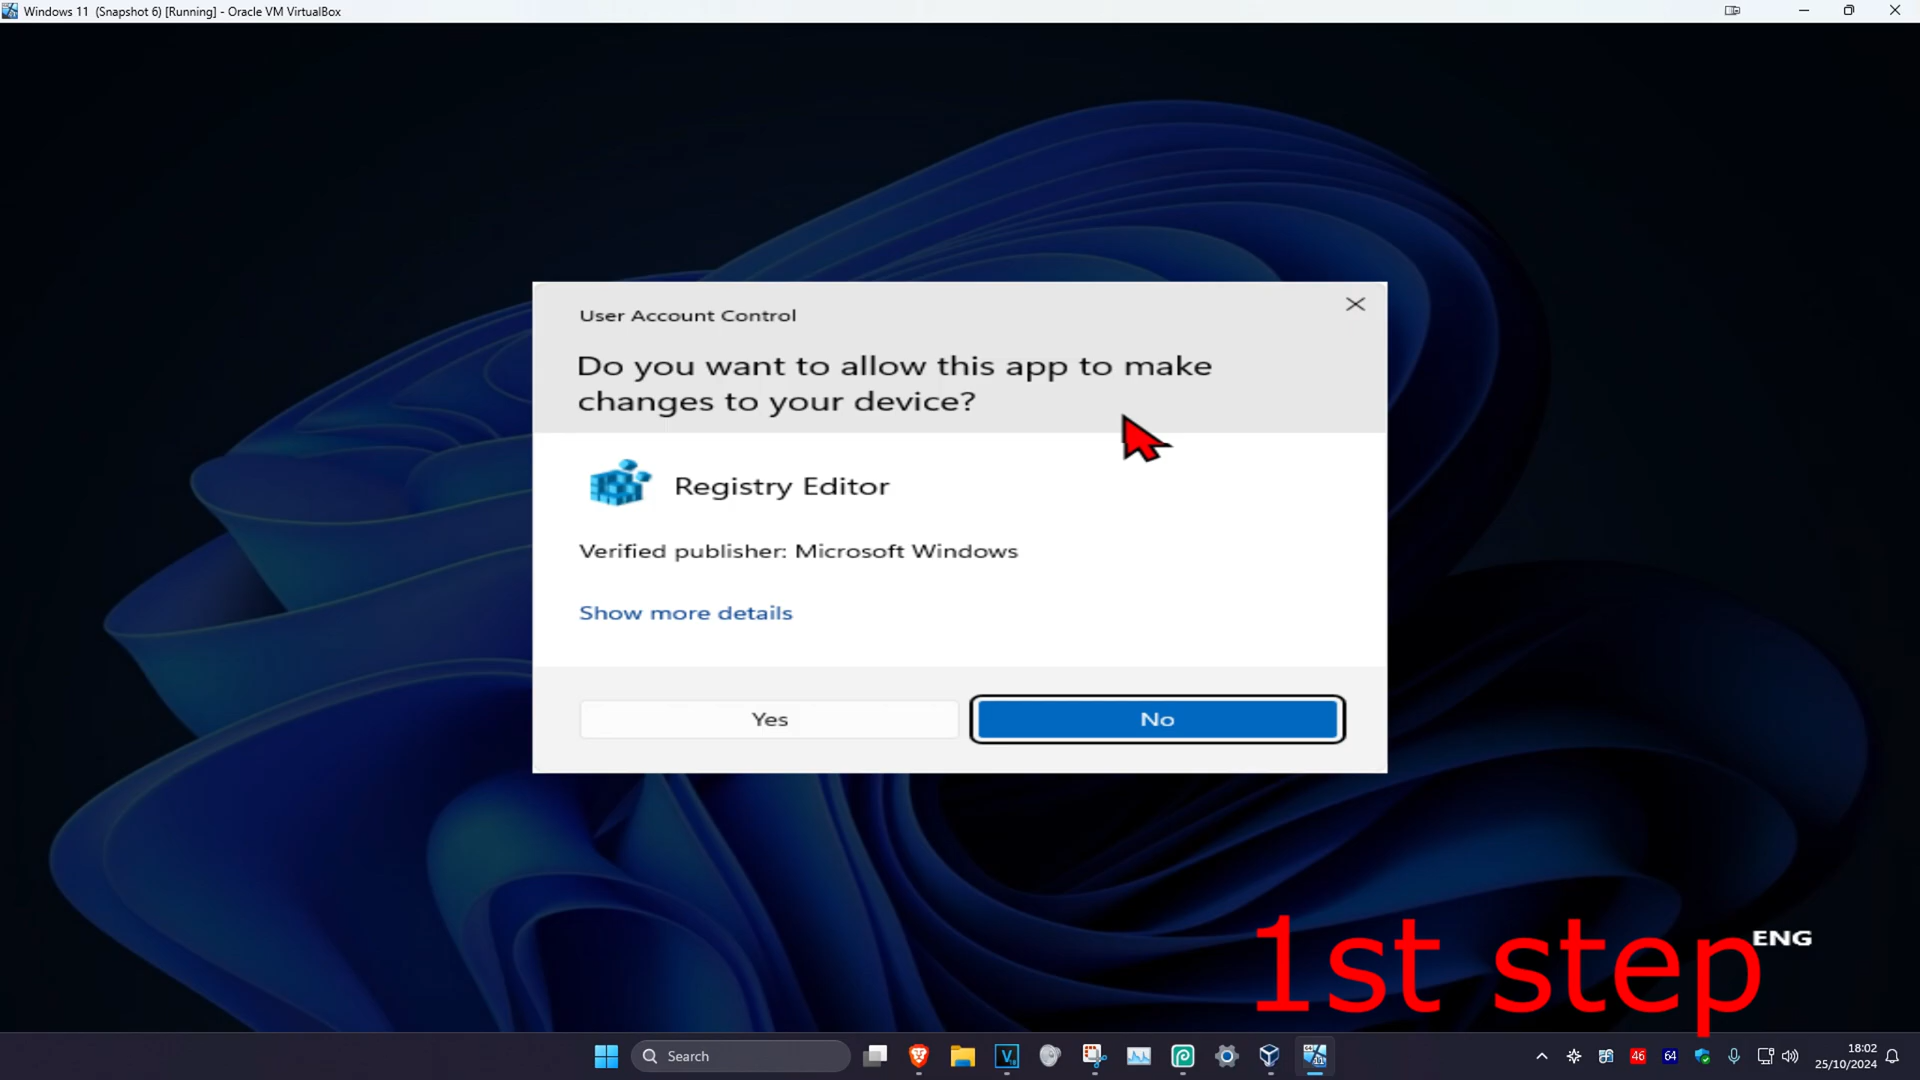 Windows 11 (Snapshot 6) [Running] - Oracle VM VirtualBox
User Account Control
Do you want to allow this app to make
changes to your device?
Registry Editor
Verified publisher: Microsoft Windows
Show more details
Yes
No
1st step
ENG
Search
46
64
18:02
25/10/2024